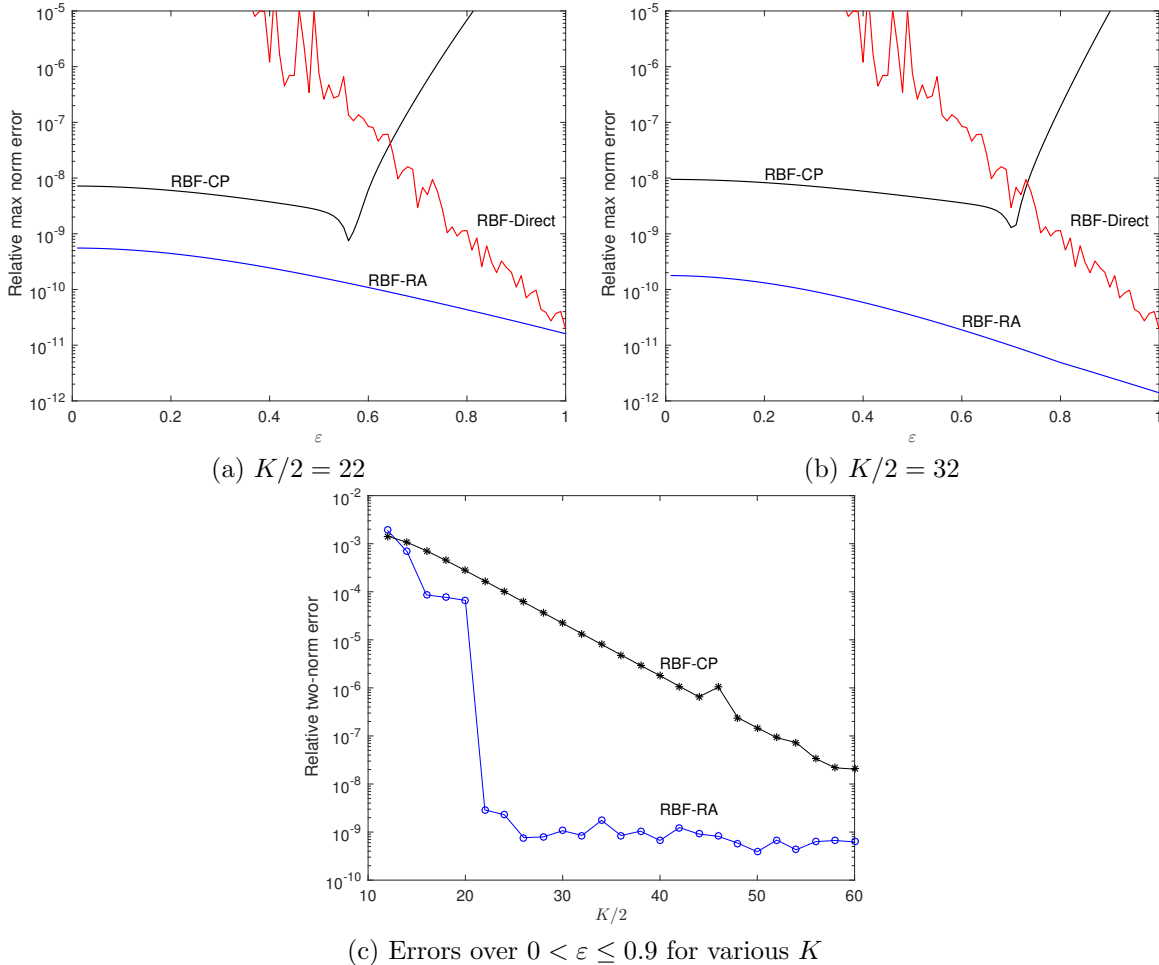 10^-5
10^-6
10^-7
10^-8
10^-9
10^-10
10^-11
10^-12
Relative max norm error
RBF-CP
RBF-Direct
RBF-RA
0 0.2 0.4 0.6 0.8 1
ε
(a) K/2 = 22
10^-5
10^-6
10^-7
10^-8
10^-9
10^-10
10^-11
10^-12
Relative max norm error
RBF-CP
RBF-Direct
RBF-RA
0 0.2 0.4 0.6 0.8 1
ε
(b) K/2 = 32
10^-2
10^-3
10^-4
10^-5
10^-6
10^-7
10^-8
10^-9
10^-10
Relative two-norm error
RBF-CP
RBF-RA
10 20 30 40 50 60
K/2
(c) Errors over 0 < ε ≤ 0.9 for various K